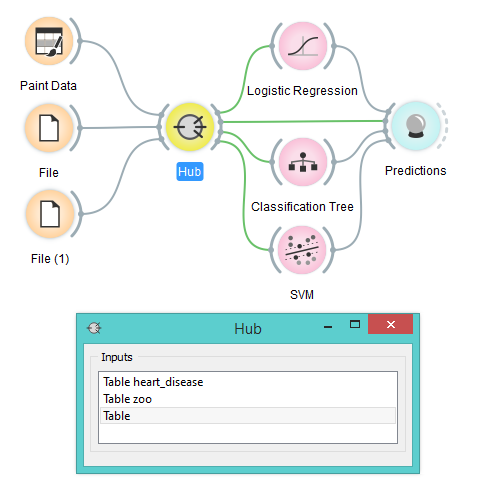 Paint Data
File
File (1)
Hub
Logistic Regression
Classification Tree
SVM
Predictions
Hub
Inputs
Table heart_disease
Table zoo
Table